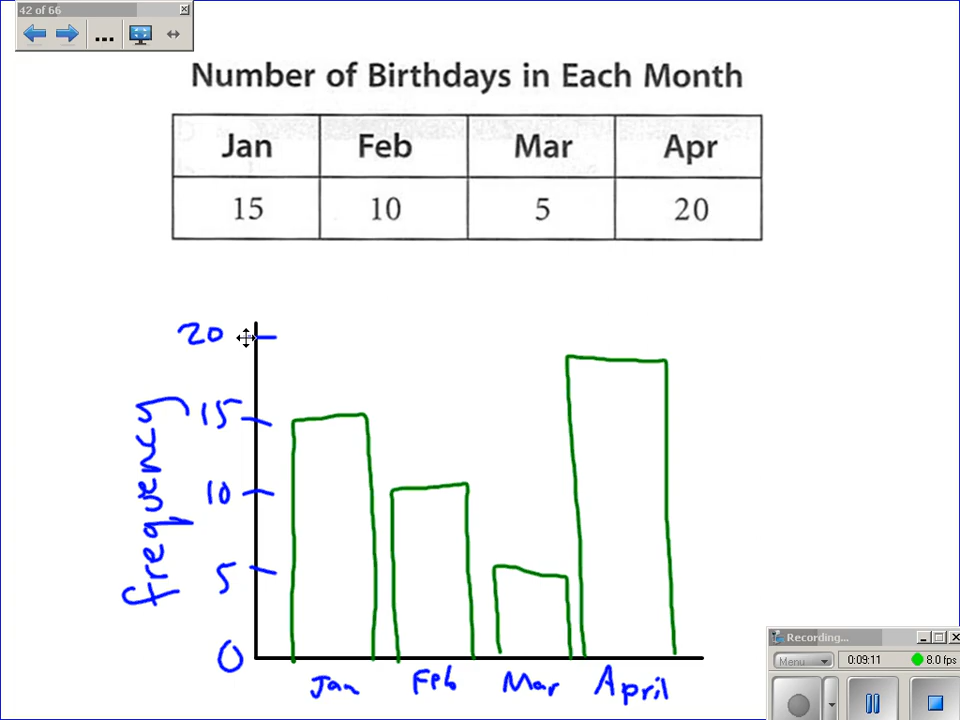 42 of 66
...
Number of Birthdays in Each Month
Jan Feb Mar Apr
15 10 5 20
20
15
10
5
0
frequency
Jan Feb Mar April
Recording...
Menu 0:09:11 8.0 fps